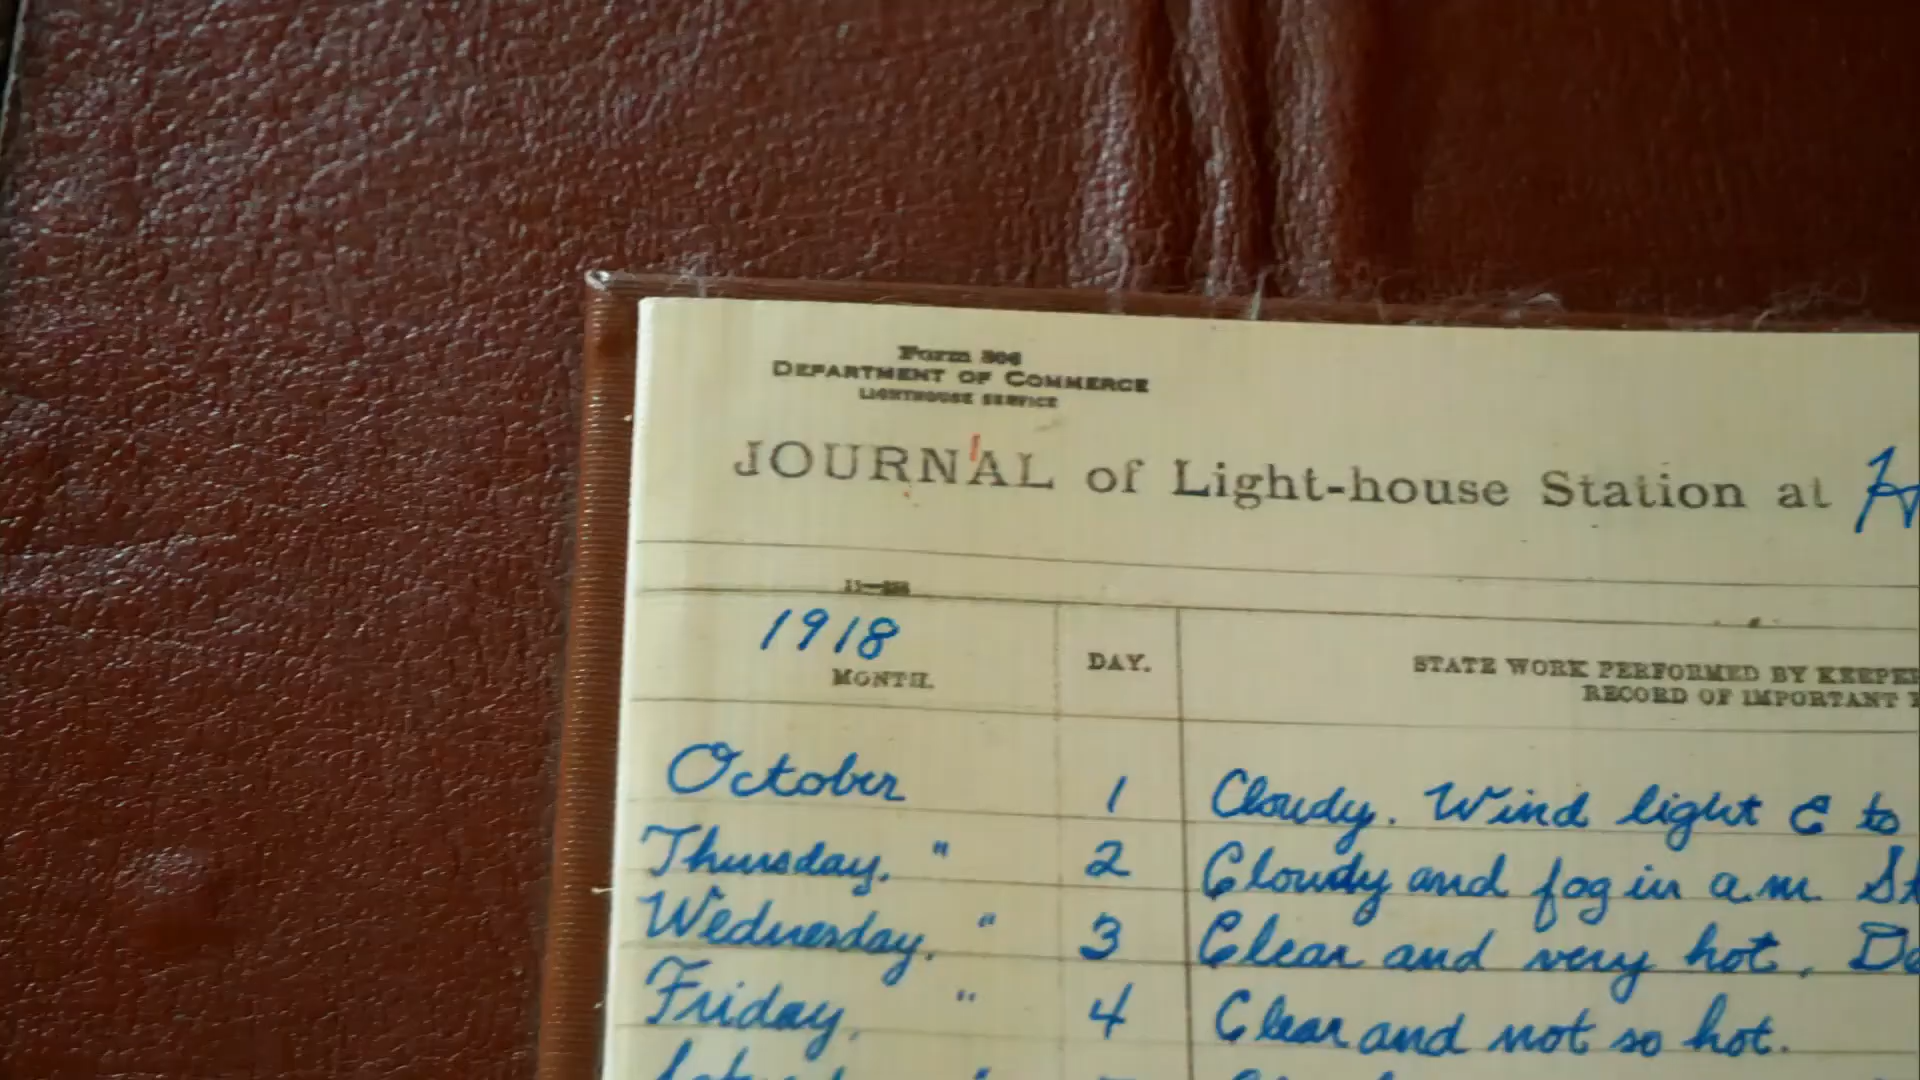 Form 306
DEPARTMENT OF COMMERCE
LIGHTHOUSE SERVICE
JOURNAL of Light-house Station at
1918
MONTH.
DAY.
STATE WORK PERFORMED BY KEEPER
RECORD OF IMPORTANT
October 1 Cloudy. Wind light E to
Thursday. " 2 Cloudy and fog in a.m.
Wednesday. " 3 Clear and very hot.
Friday. " 4 Clear and not so hot.